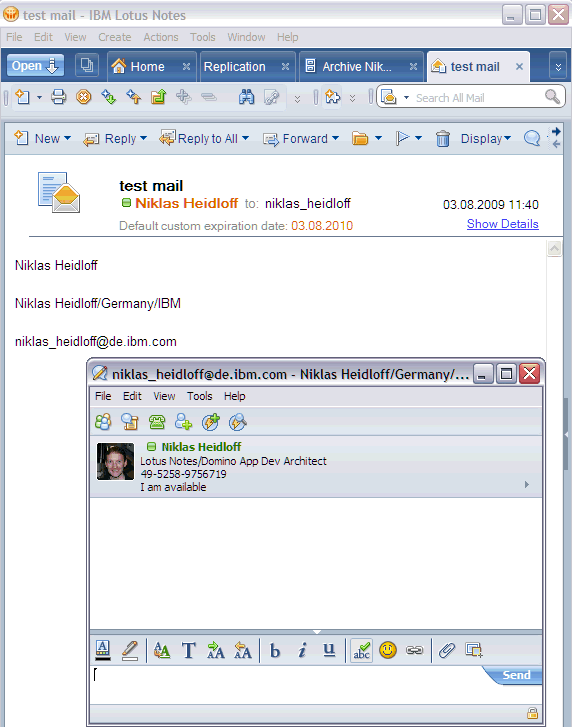 test mail - IBM Lotus Notes
File Edit View Create Actions Tools Window Help
Open Home Replication Archive Nik... test mail
Search All Mail
New Reply Reply to All Forward Display
test mail
Niklas Heidloff to: niklas_heidloff 03.08.2009 11:40
Default custom expiration date: 03.08.2010 Show Details
Niklas Heidloff
Niklas Heidloff/Germany/IBM
niklas_heidloff@de.ibm.com
niklas_heidloff@de.ibm.com - Niklas Heidloff/Germany/...
File Edit View Tools Help
Niklas Heidloff
Lotus Notes/Domino App Dev Architect
49-5258-9756719
I am available
A A A T A A A A b i u abc
Send